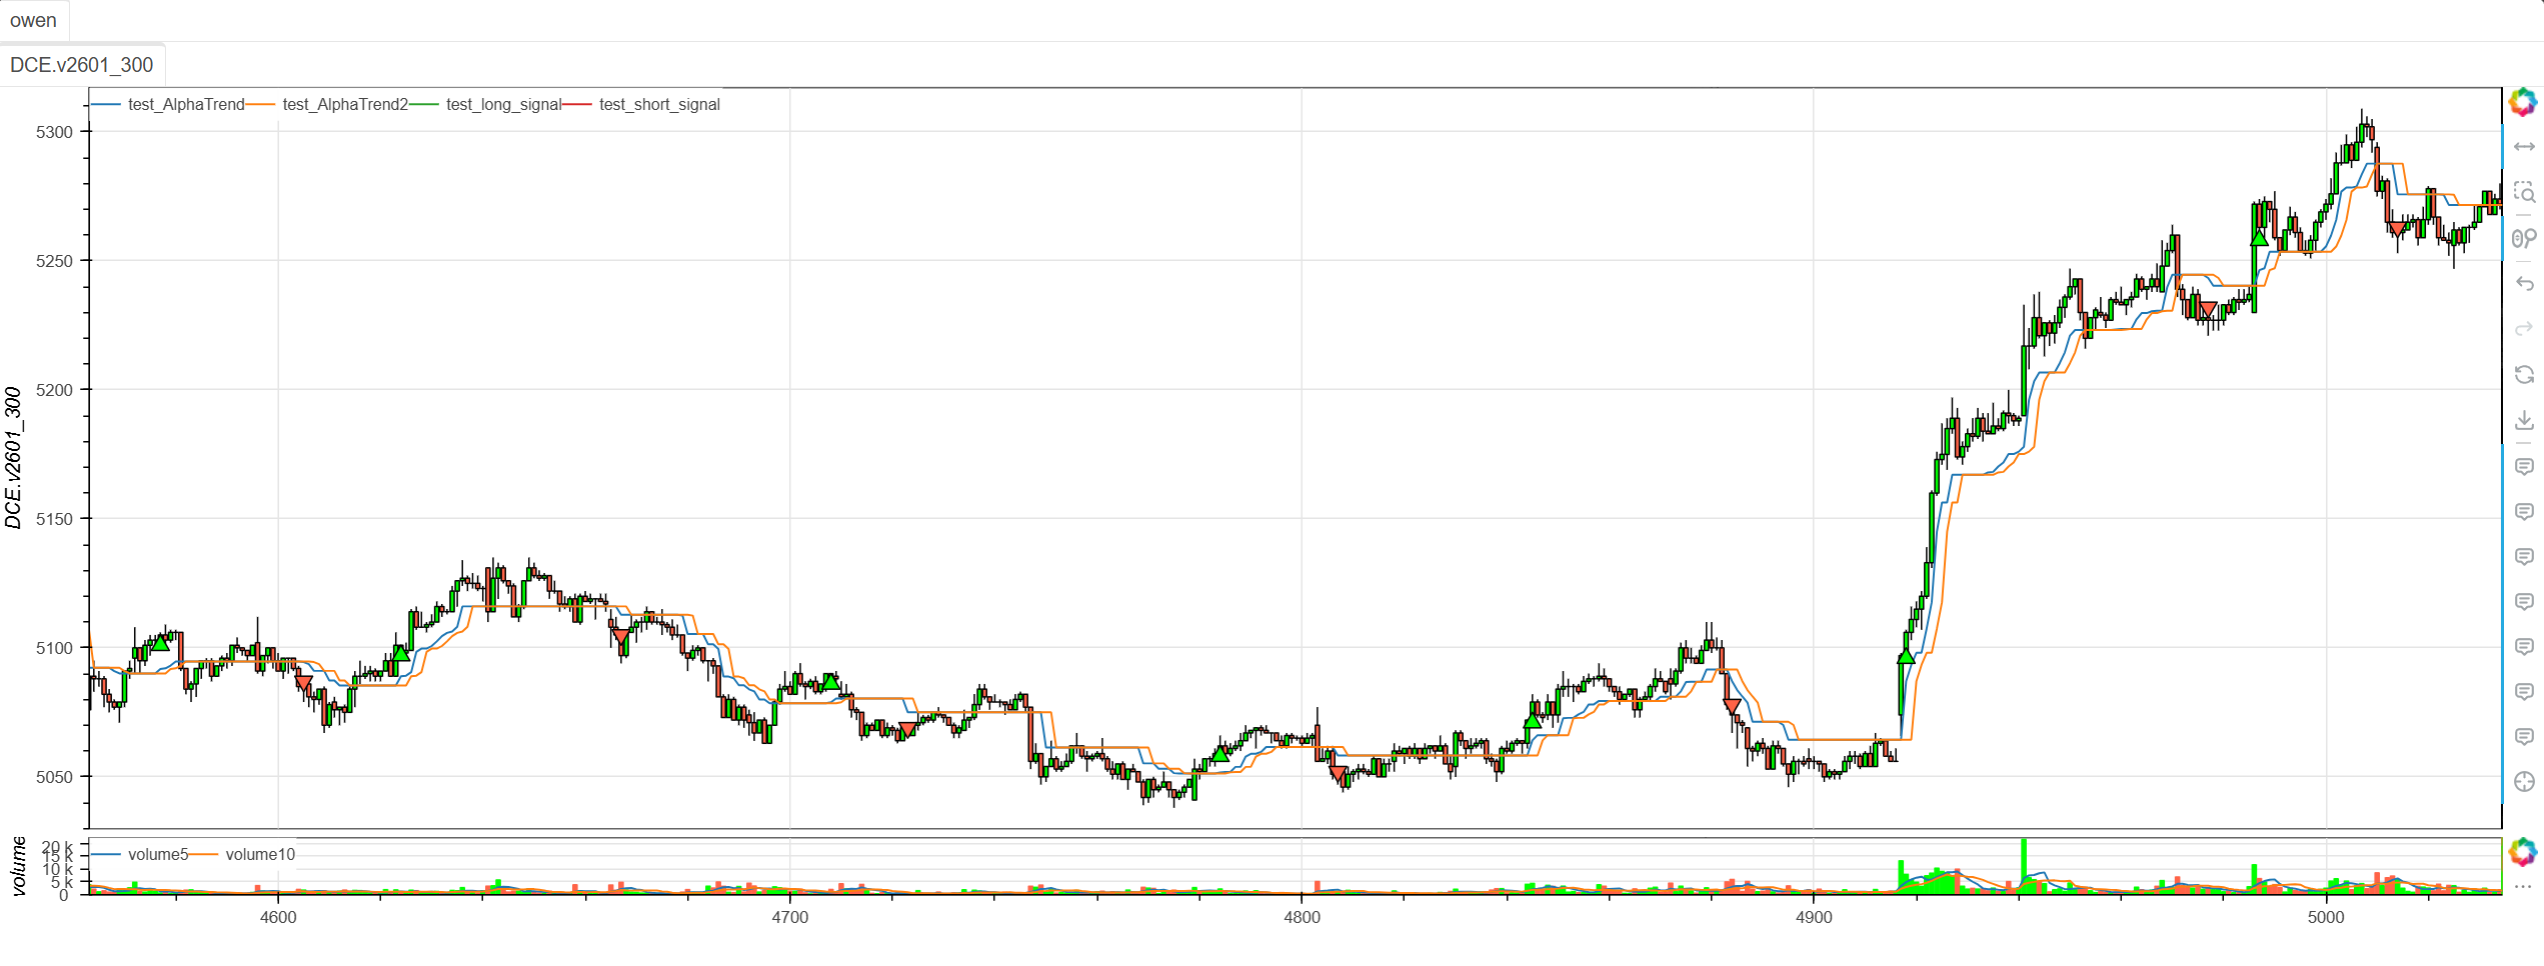 owen
DCE.v2601_300
test_AlphaTrend test_AlphaTrend2 test_long_signal test_short_signal
5300
5250
5200
5150
5100
5050
DCE.v2601_300
volume5 volume10
20 k
15 k
10 k
5 k
0
volume
4600 4700 4800 4900 5000